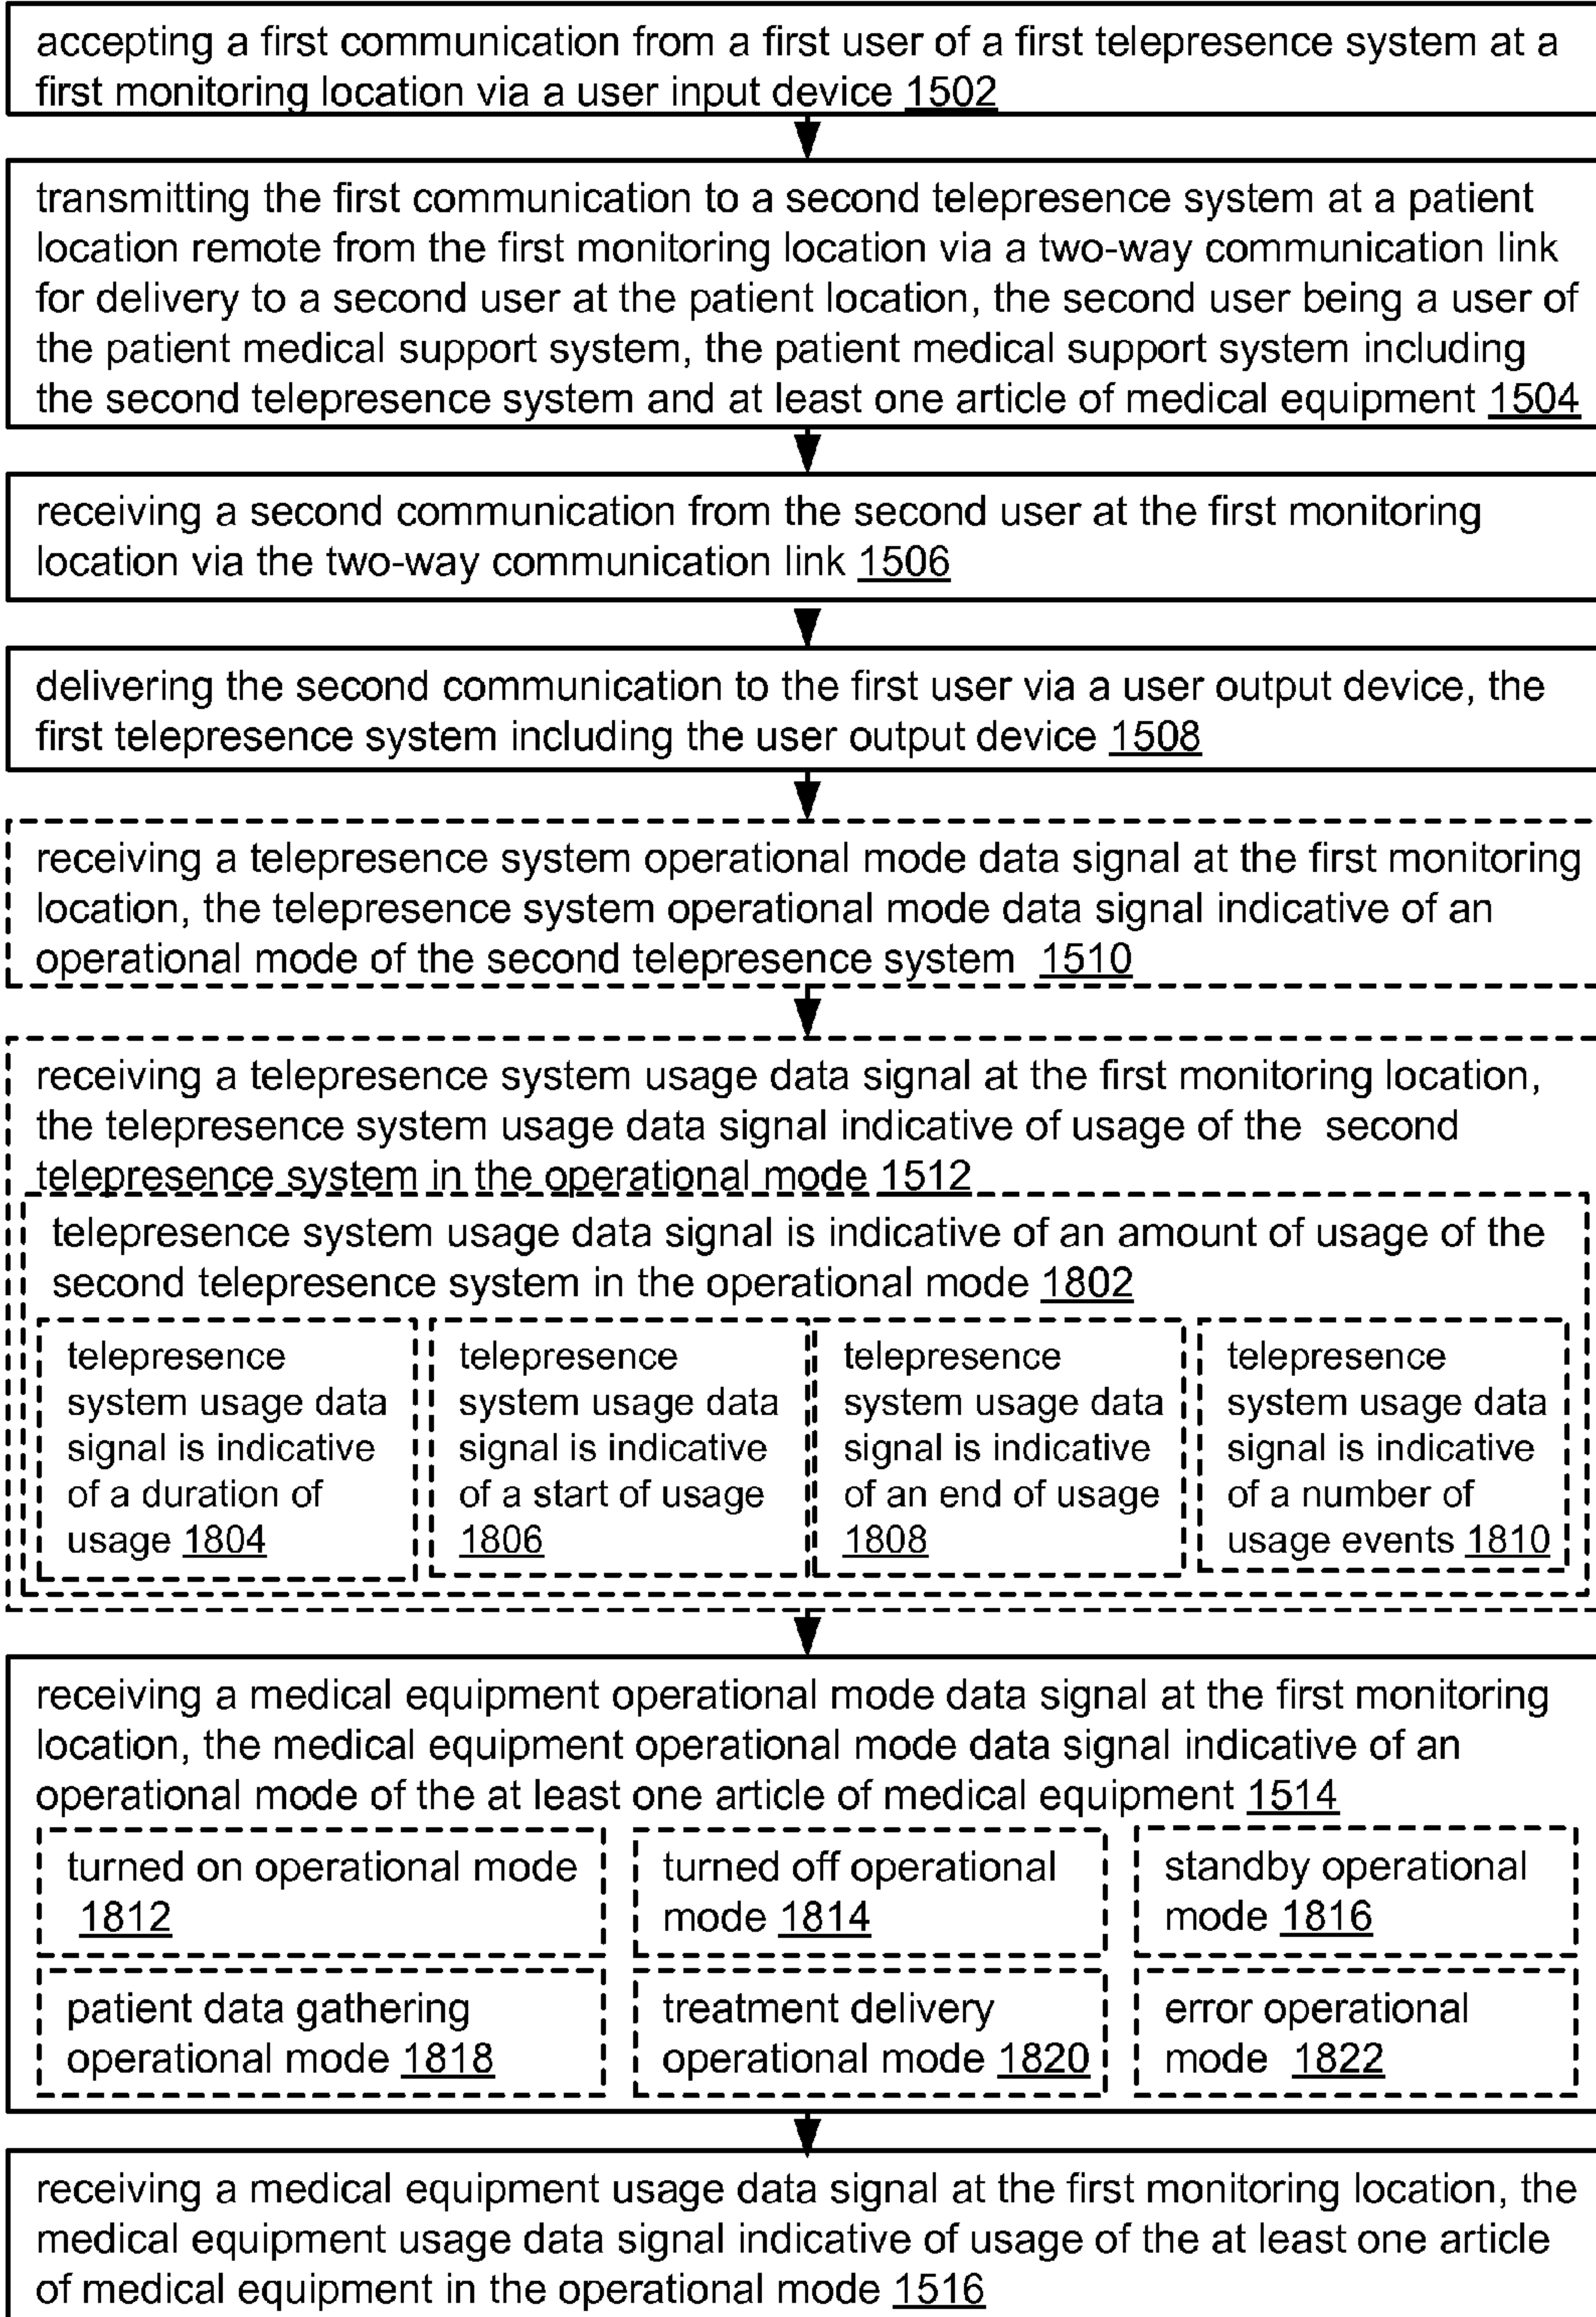 accepting a first communication from a first user of a first telepresence system at a
first monitoring location via a user input device 1502
transmitting the first communication to a second telepresence system at a patient
location remote from the first monitoring location via a two-way communication link
for delivery to a second user at the patient location, the second user being a user of
the patient medical support system, the patient medical support system including
the second telepresence system and at least one article of medical equipment 1504
receiving a second communication from the second user at the first monitoring
location via the two-way communication link 1506
delivering the second communication to the first user via a user output device, the
first telepresence system including the user output device 1508
receiving a telepresence system operational mode data signal at the first monitoring
location, the telepresence system operational mode data signal indicative of an
operational mode of the second telepresence system 1510
receiving a telepresence system usage data signal at the first monitoring location,
the telepresence system usage data signal indicative of usage of the second
telepresence system in the operational mode 1512
telepresence system usage data signal is indicative of an amount of usage of the
second telepresence system in the operational mode 1802
telepresence
system usage data
signal is indicative
of a duration of
usage 1804
telepresence
system usage data
signal is indicative
of a start of usage
1806
telepresence
system usage data
signal is indicative
of an end of usage
1808
telepresence
system usage data
signal is indicative
of a number of
usage events 1810
receiving a medical equipment operational mode data signal at the first monitoring
location, the medical equipment operational mode data signal indicative of an
operational mode of the at least one article of medical equipment 1514
turned on operational mode
1812
turned off operational
mode 1814
standby operational
mode 1816
patient data gathering
operational mode 1818
treatment delivery
operational mode 1820
error operational
mode 1822
receiving a medical equipment usage data signal at the first monitoring location, the
medical equipment usage data signal indicative of usage of the at least one article
of medical equipment in the operational mode 1516